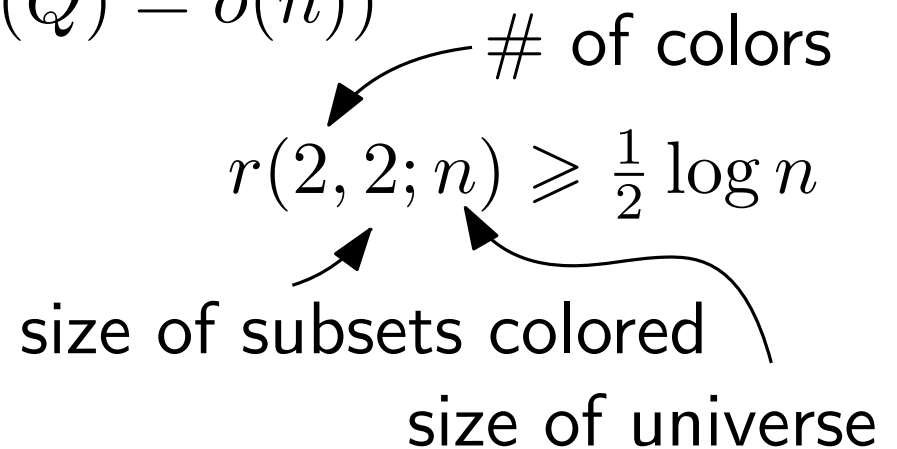 (Q) = o(n))
# of colors
r(2, 2; n) ⩾ 1/2 log n
size of subsets colored
size of universe